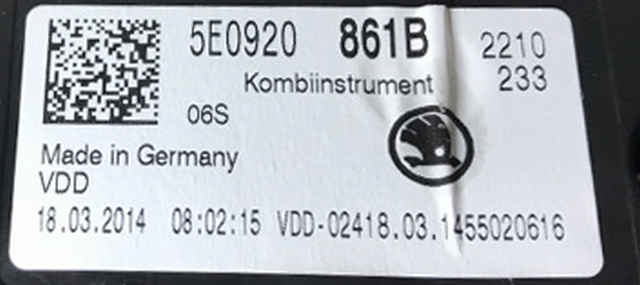 5E0920 861B 2210
Kombiinstrument 233
06S
Made in Germany
VDD
18.03.2014 08:02:15 VDD-02418.03.1455020616